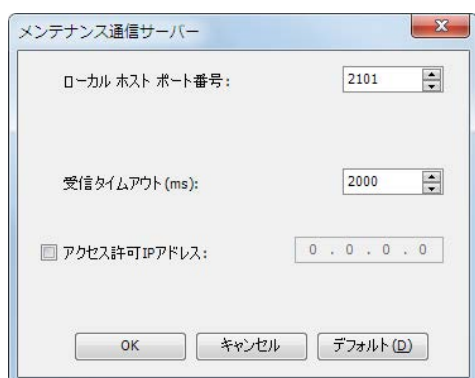 メンテナンス通信サーバー
ローカル ホスト ポート番号: 2101
受信タイムアウト(ms): 2000
アクセス許可IPアドレス: 0 . 0 . 0 . 0
OK キャンセル デフォルト(D)